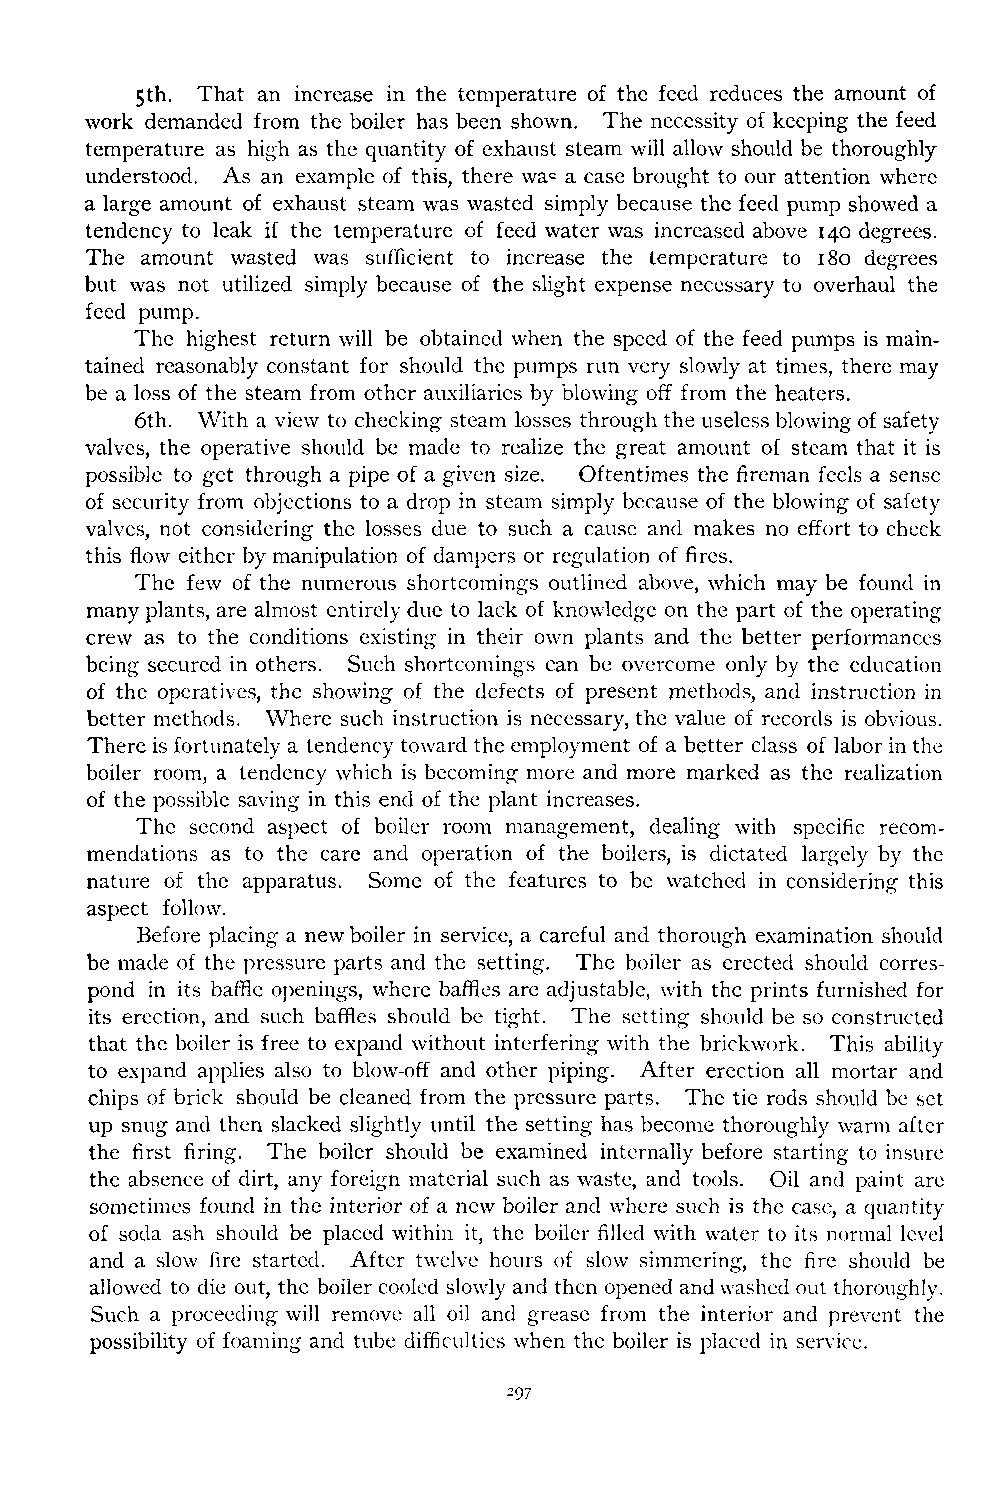 5th. That an increase in the temperature of the feed reduces the amount of
work demanded from the boiler has been shown. The necessity of keeping the feed
temperature as high as the quantity of exhaust steam will allow should be thoroughly
understood. As an example of this, there was a case brought to our attention where
a large amount of exhaust steam was wasted simply because the feed pump showed a
tendency to leak if the temperature of feed water was increased above 140 degrees.
The amount wasted was sufficient to increase the temperature to 180 degrees
but was not utilized simply because of the slight expense necessary to overhaul the
feed pump.
The highest return will be obtained when the speed of the feed pumps is main-
tained reasonably constant for should the pumps run very slowly at times, there may
be a loss of the steam from other auxiliaries by blowing off from the heaters.
6th. With a view to checking steam losses through the useless blowing of safety
valves, the operative should be made to realize the great amount of steam that it is
possible to get through a pipe of a given size. Oftentimes the fireman feels a sense
of security from objections to a drop in steam simply because of the blowing of safety
valves, not considering the losses due to such a cause and makes no effort to check
this flow either by manipulation of dampers or regulation of fires.
The few of the numerous shortcomings outlined above, which may be found in
many plants, are almost entirely due to lack of knowledge on the part of the operating
crew as to the conditions existing in their own plants and the better performances
being secured in others. Such shortcomings can be overcome only by the education
of the operatives, the showing of the defects of present methods, and instruction in
better methods. Where such instruction is necessary, the value of records is obvious.
There is fortunately a tendency toward the employment of a better class of labor in the
boiler room, a tendency which is becoming more and more marked as the realization
of the possible saving in this end of the plant increases.
The second aspect of boiler room management, dealing with specific recom-
mendations as to the care and operation of the boilers, is dictated largely by the
nature of the apparatus. Some of the features to be watched in considering this
aspect follow.
Before placing a new boiler in service, a careful and thorough examination should
be made of the pressure parts and the setting. The boiler as erected should corres-
pond in its baffle openings, where baffles are adjustable, with the prints furnished for
its erection, and such baffles should be tight. The setting should be so constructed
that the boiler is free to expand without interfering with the brickwork. This ability
to expand applies also to blow-off and other piping. After erection all mortar and
chips of brick should be cleaned from the pressure parts. The tie rods should be set
up snug and then slacked slightly until the setting has become thoroughly warm after
the first firing. The boiler should be examined internally before starting to insure
the absence of dirt, any foreign material such as waste, and tools. Oil and paint are
sometimes found in the interior of a new boiler and where such is the case, a quantity
of soda ash should be placed within it, the boiler filled with water to its normal level
and a slow fire started. After twelve hours of slow simmering, the fire should be
allowed to die out, the boiler cooled slowly and then opened and washed out thoroughly.
Such a proceeding will remove all oil and grease from the interior and prevent the
possibility of foaming and tube difficulties when the boiler is placed in service.
297